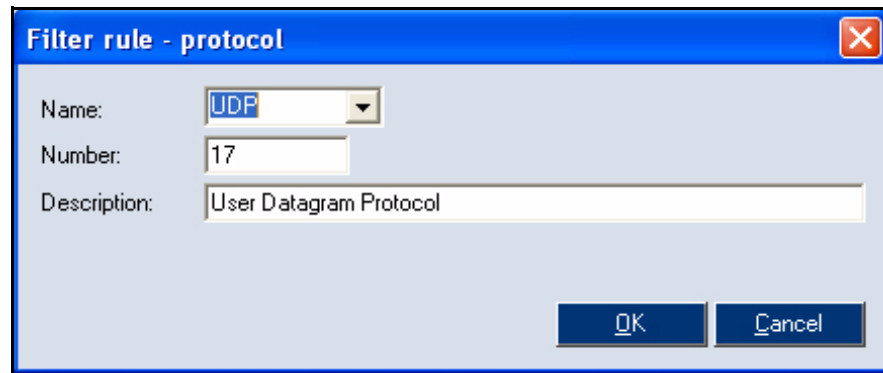 Filter rule - protocol
Name: UDP
Number: 17
Description: User Datagram Protocol
OK Cancel